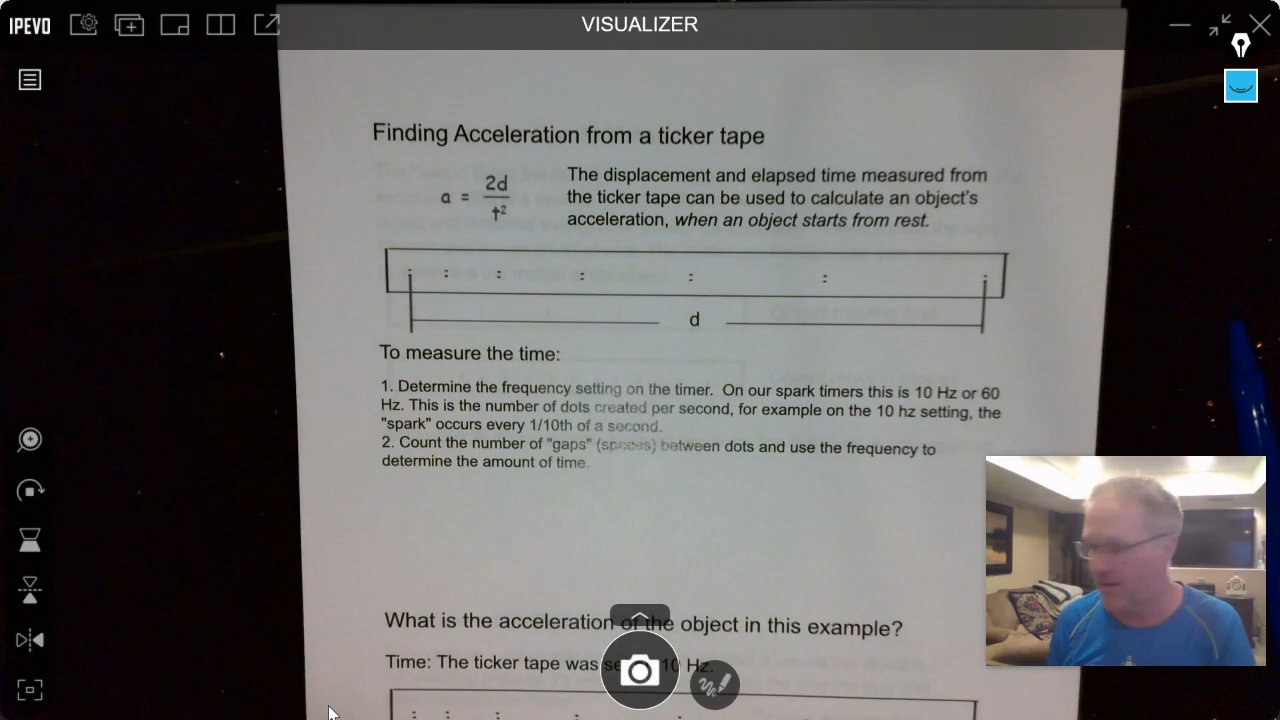 IPEVO
VISUALIZER
Finding Acceleration from a ticker tape
a = 2d
t²
The displacement and elapsed time measured from
the ticker tape can be used to calculate an object's
acceleration, when an object starts from rest.
d
To measure the time:
1. Determine the frequency setting on the timer. On our spark timers this is 10 Hz or 60
Hz. This is the number of dots created per second, for example on the 10 hz setting, the
"spark" occurs every 1/10th of a second.
2. Count the number of "gaps" (spaces) between dots and use the frequency to
determine the amount of time.
What is the acceleration of the object in this example?
Time: The ticker tape was 10 Hz.